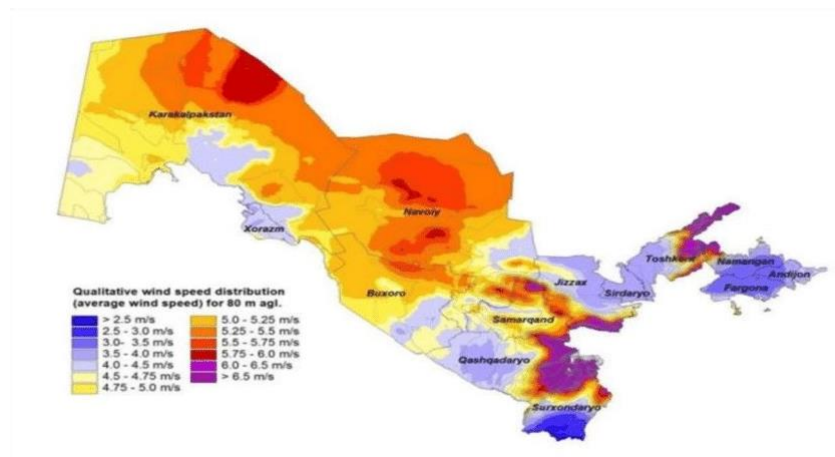 Karakalpakstan
Navoiy
Xorazm
Toshkent
Namangan
Andijon
Fargona
Jizzax
Sirdaryo
Buxoro
Samarqand
Qashqadaryo
Surxondaryo
Qualitative wind speed distribution
(average wind speed) for 80 m agl.
> 2.5 m/s
2.5 - 3.0 m/s
3.0- 3.5 m/s
3.5 - 4.0 m/s
4.0 - 4.5 m/s
4.5 - 4.75 m/s
4.75 - 5.0 m/s
5.0 - 5.25 m/s
5.25 - 5.5 m/s
5.5 - 5.75 m/s
5.75 - 6.0 m/s
6.0 - 6.5 m/s
> 6.5 m/s